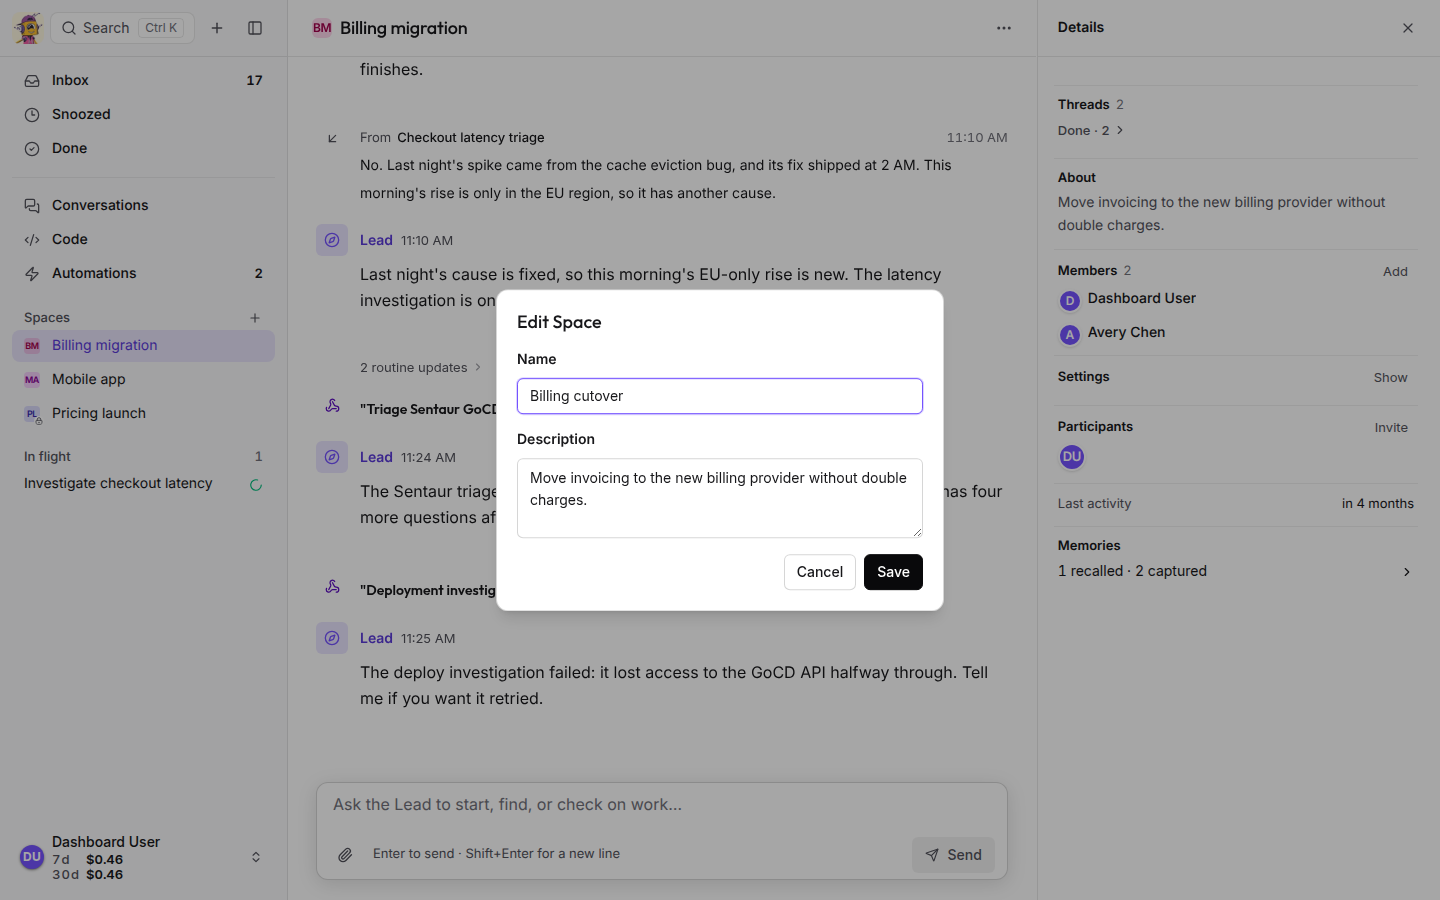 Search Ctrl K
Inbox 17
Snoozed
Done
Conversations
Code
Automations 2
Spaces
BM Billing migration
MA Mobile app
PL Pricing launch
In flight 1
Investigate checkout latency
DU Dashboard User
7d $0.46
30d $0.46
BM Billing migration
finishes.
From Checkout latency triage 11:10 AM
No. Last night's spike came from the cache eviction bug, and its fix shipped at 2 AM. This
morning's rise is only in the EU region, so it has another cause.
Lead 11:10 AM
Last night's cause is fixed, so this morning's EU-only rise is new. The latency
investigation is on
2 routine updates
"Triage Sentaur GoCD
Lead 11:24 AM
The Sentaur triage has four
more questions af
"Deployment investig
Lead 11:25 AM
The deploy investigation failed: it lost access to the GoCD API halfway through. Tell
me if you want it retried.
Ask the Lead to start, find, or check on work...
Enter to send · Shift+Enter for a new line
Send
Edit Space
Name
Billing cutover
Description
Move invoicing to the new billing provider without double
charges.
Cancel Save
Details
Threads 2
Done · 2
About
Move invoicing to the new billing provider without
double charges.
Members 2 Add
D Dashboard User
A Avery Chen
Settings Show
Participants Invite
DU
Last activity in 4 months
Memories
1 recalled · 2 captured